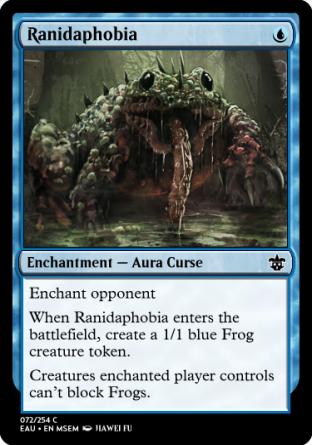 Ranidaphobia
Enchantment — Aura Curse
Enchant opponent
When Ranidaphobia enters the
battlefield, create a 1/1 blue Frog
creature token.
Creatures enchanted player controls
can't block Frogs.
072/254 C
EAU • EN MSEM JIAWEI FU